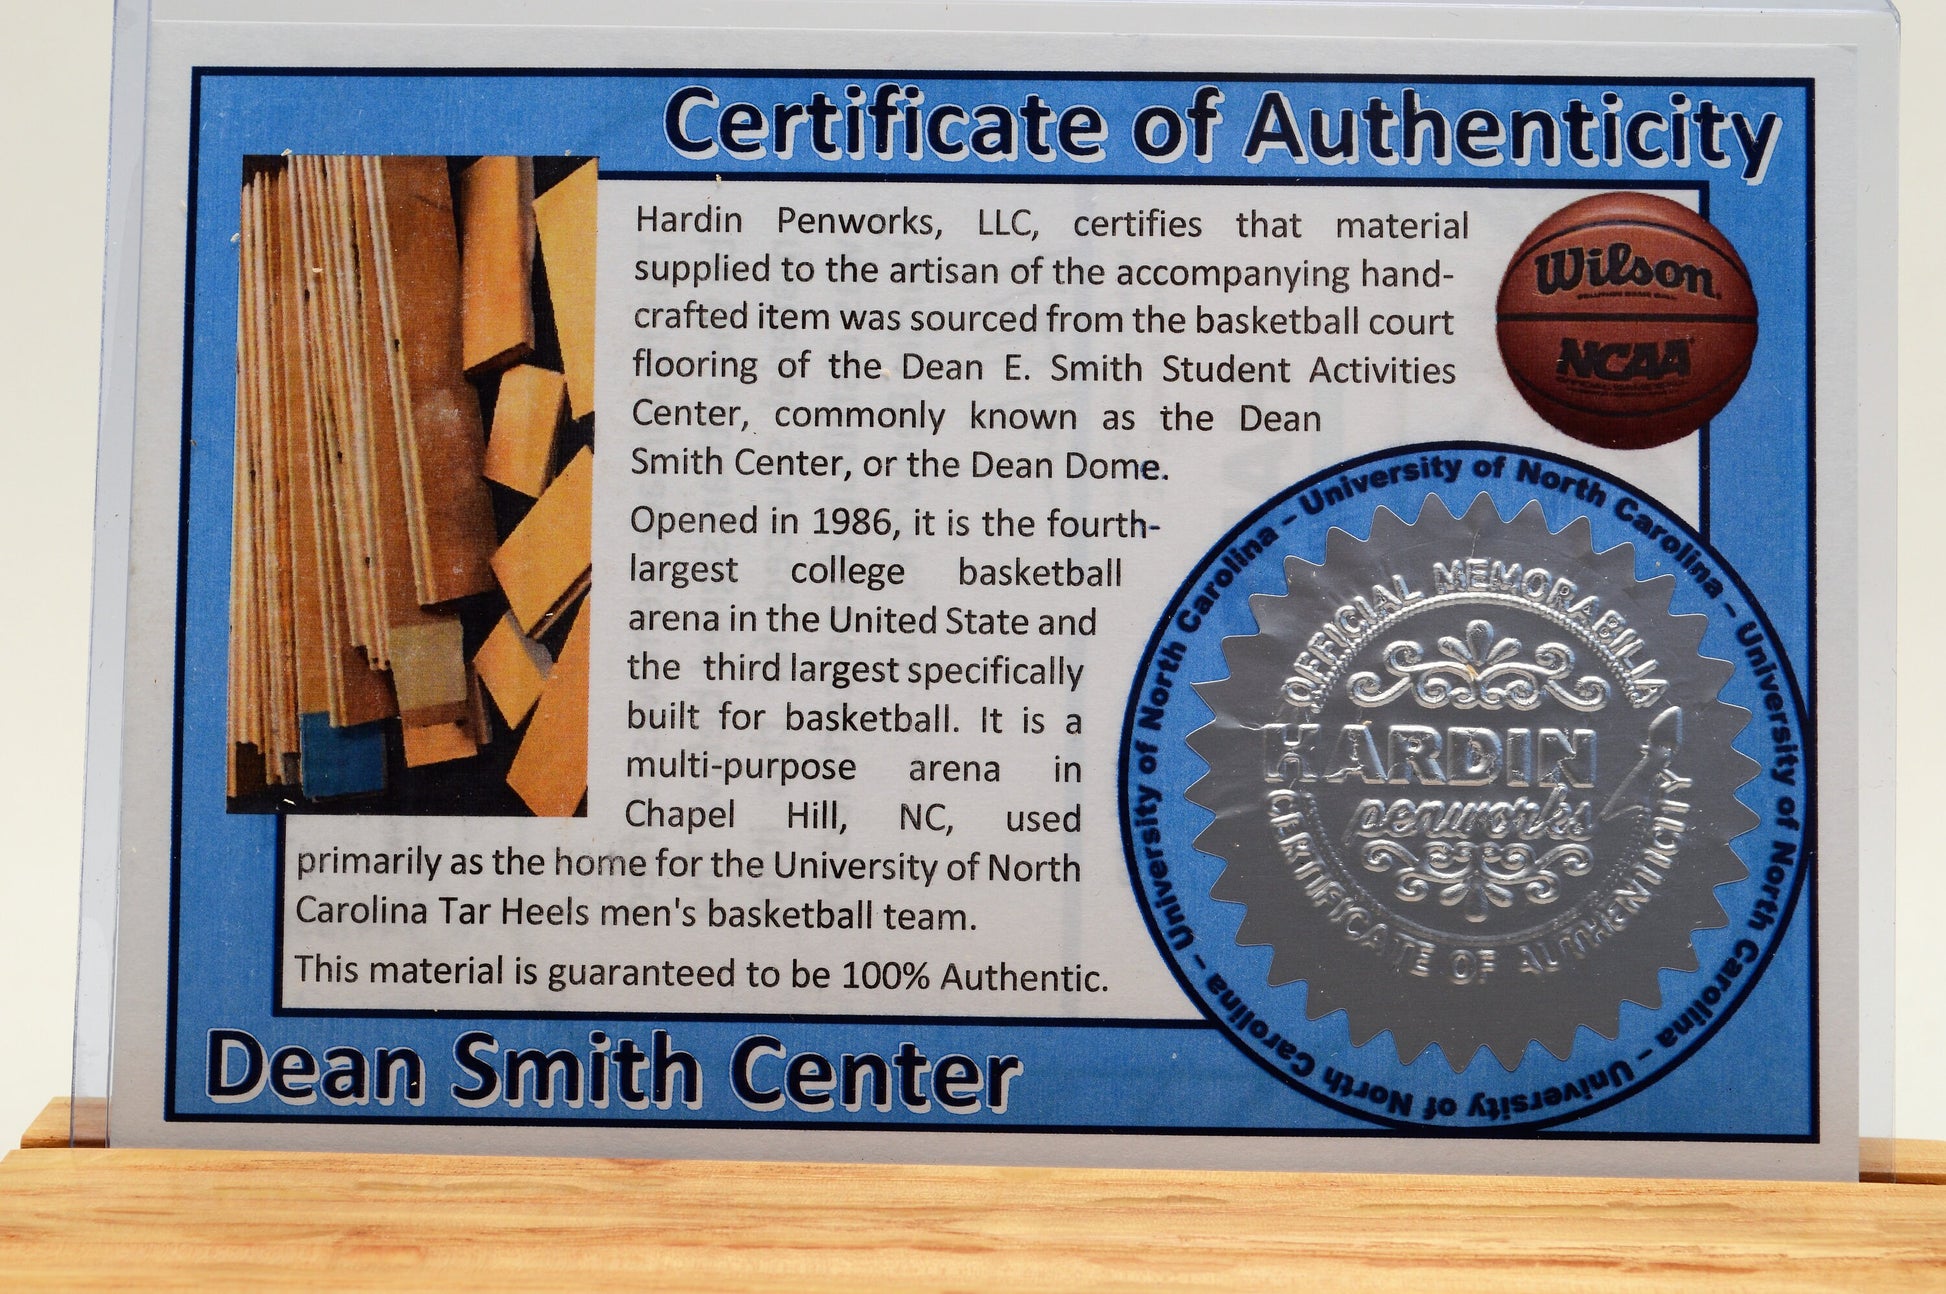 Certificate of Authenticity
Hardin Penworks, LLC, certifies that material
supplied to the artisan of the accompanying hand-
crafted item was sourced from the basketball court
flooring of the Dean E. Smith Student Activities
Center, commonly known as the Dean
Smith Center, or the Dean Dome.
Opened in 1986, it is the fourth-
largest college basketball
arena in the United State and
the third largest specifically
built for basketball. It is a
multi-purpose arena in
Chapel Hill, NC, used
primarily as the home for the University of North
Carolina Tar Heels men's basketball team.
This material is guaranteed to be 100% Authentic.
Dean Smith Center
Wilson
NCAA
University of North Carolina – University of North Carolina – University of North Carolina – University of North Carolina –
OFFICIAL MEMORABILIA
HARDIN
penworks
CERTIFICATE OF AUTHENTICITY